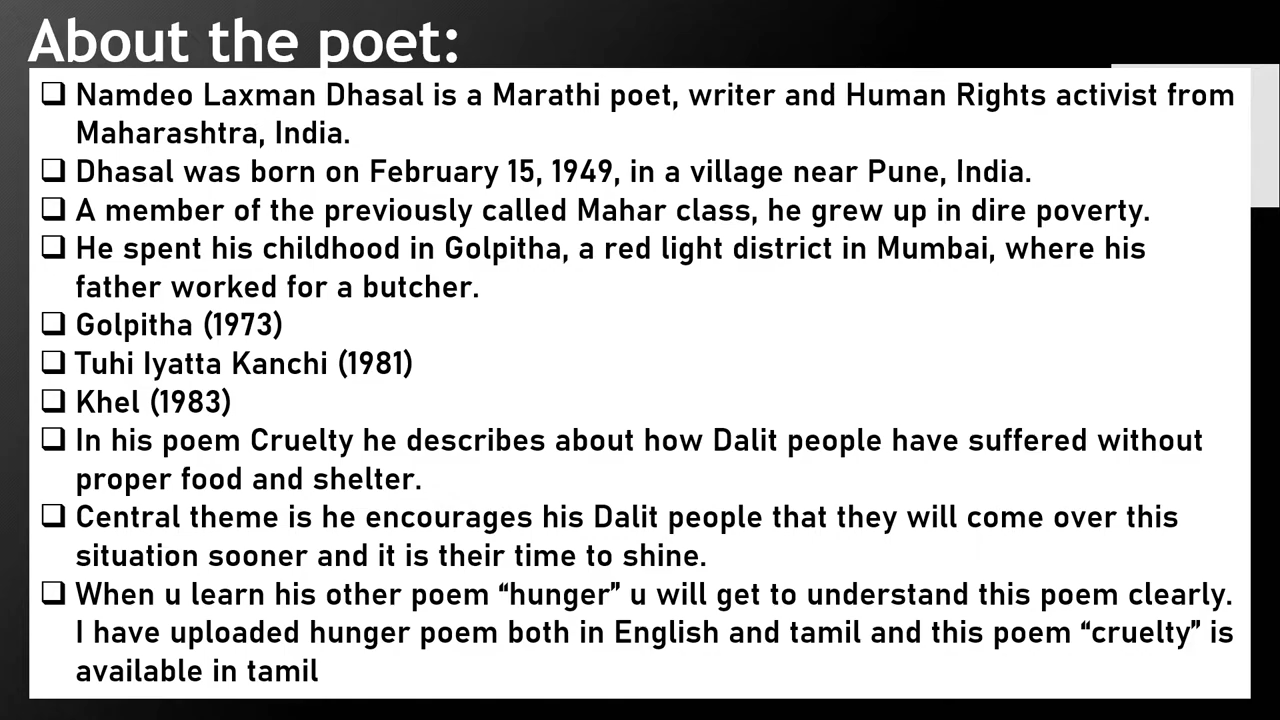 About the poet:
❑ Namdeo Laxman Dhasal is a Marathi poet, writer and Human Rights activist from
Maharashtra, India.
❑ Dhasal was born on February 15, 1949, in a village near Pune, India.
❑ A member of the previously called Mahar class, he grew up in dire poverty.
❑ He spent his childhood in Golpitha, a red light district in Mumbai, where his
father worked for a butcher.
❑ Golpitha (1973)
❑ Tuhi Iyatta Kanchi (1981)
❑ Khel (1983)
❑ In his poem Cruelty he describes about how Dalit people have suffered without
proper food and shelter.
❑ Central theme is he encourages his Dalit people that they will come over this
situation sooner and it is their time to shine.
❑ When u learn his other poem “hunger” u will get to understand this poem clearly.
I have uploaded hunger poem both in English and tamil and this poem “cruelty” is
available in tamil